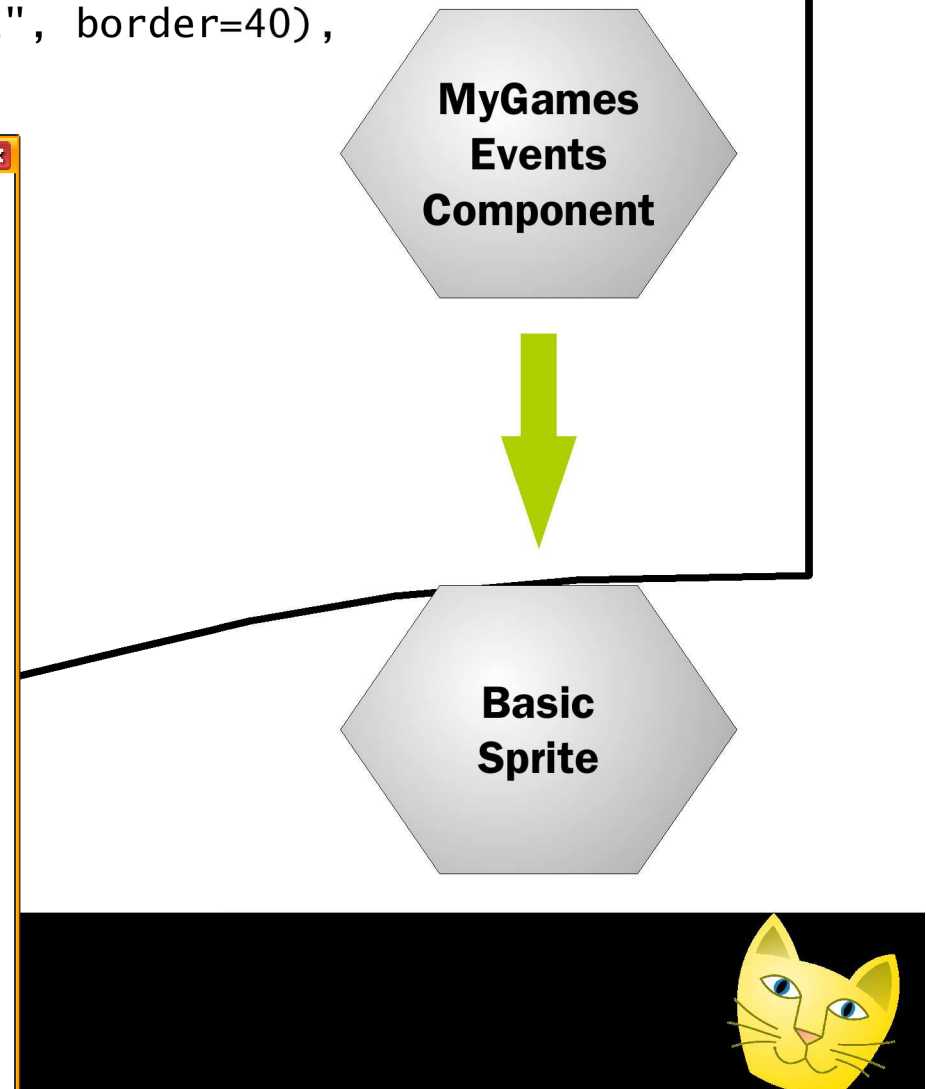 ", border=40),
MyGames
Events
Component
Basic
Sprite